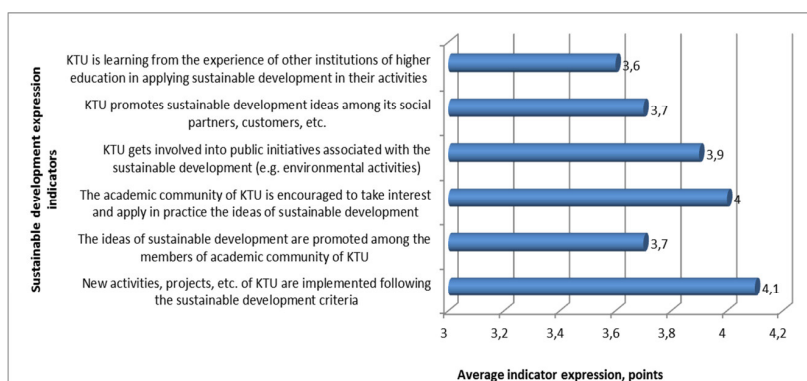 Sustainable development expression
indicators
KTU is learning from the experience of other institutions of higher
education in applying sustainable development in their activities
3,6
KTU promotes sustainable development ideas among its social
partners, customers, etc.
3,7
KTU gets involved into public initiatives associated with the
sustainable development (e.g. environmental activities)
3,9
The academic community of KTU is encouraged to take interest
and apply in practice the ideas of sustainable development
4
The ideas of sustainable development are promoted among the
members of academic community of KTU
3,7
New activities, projects, etc. of KTU are implemented following
the sustainable development criteria
4,1
3 3,2 3,4 3,6 3,8 4 4,2
Average indicator expression, points